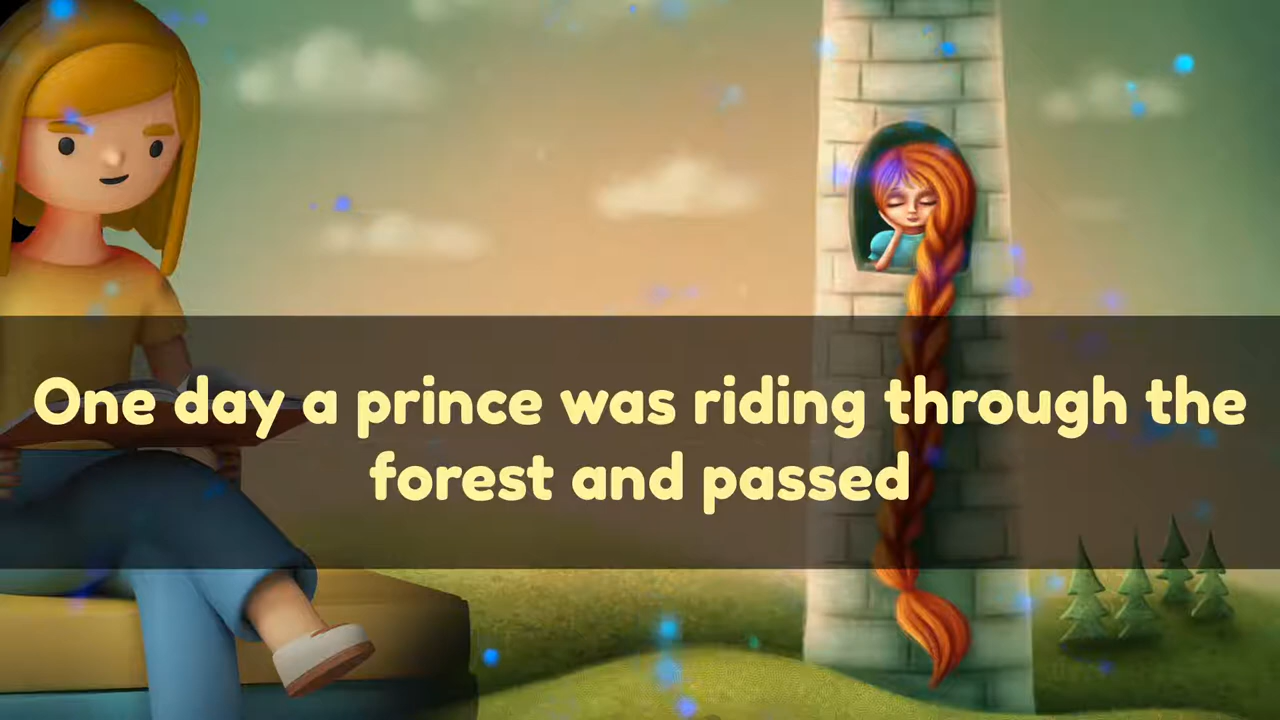 One day a prince was riding through the
forest and passed